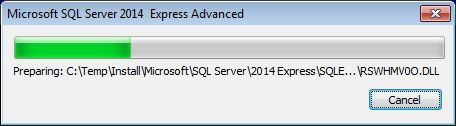 Microsoft SQL Server 2014  Express Advanced
Preparing: C:\Temp\Install\Microsoft\SQL Server\2014 Express\SQLE...\RSWHMV0O.DLL
Cancel